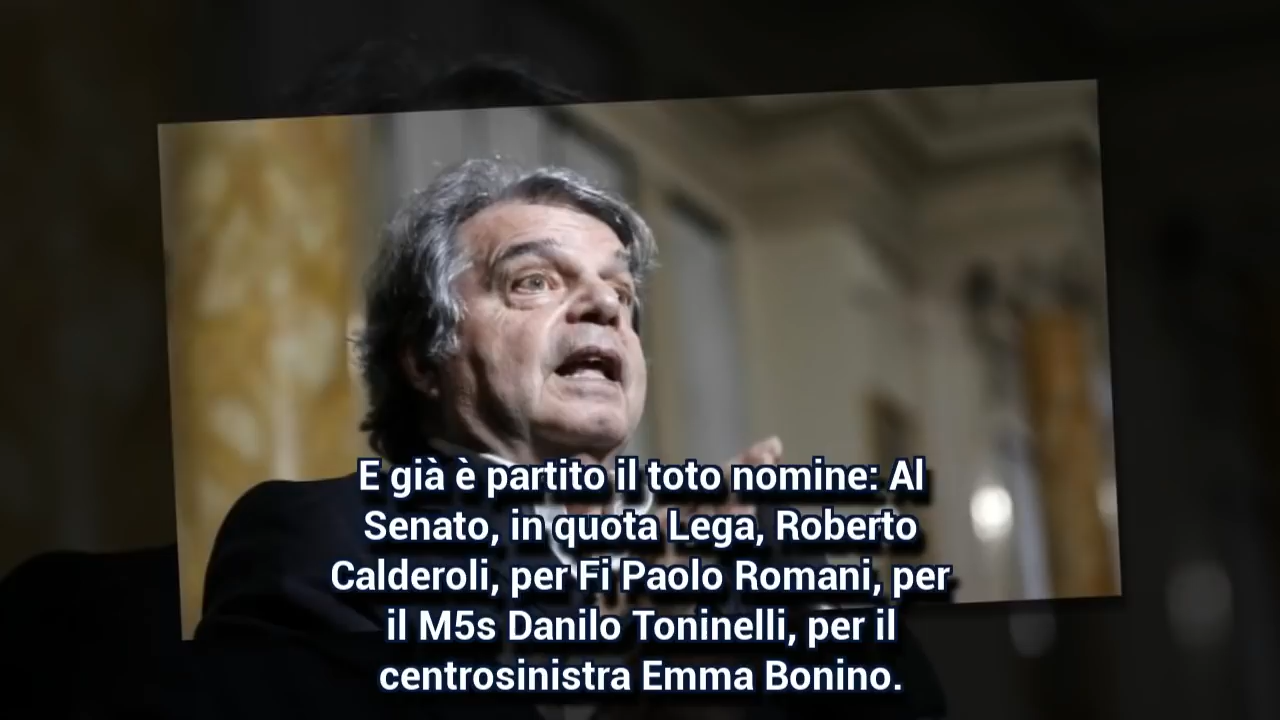 E già è partito il toto nomine: Al
Senato, in quota Lega, Roberto
Calderoli, per Fi Paolo Romani, per
il M5s Danilo Toninelli, per il
centrosinistra Emma Bonino.